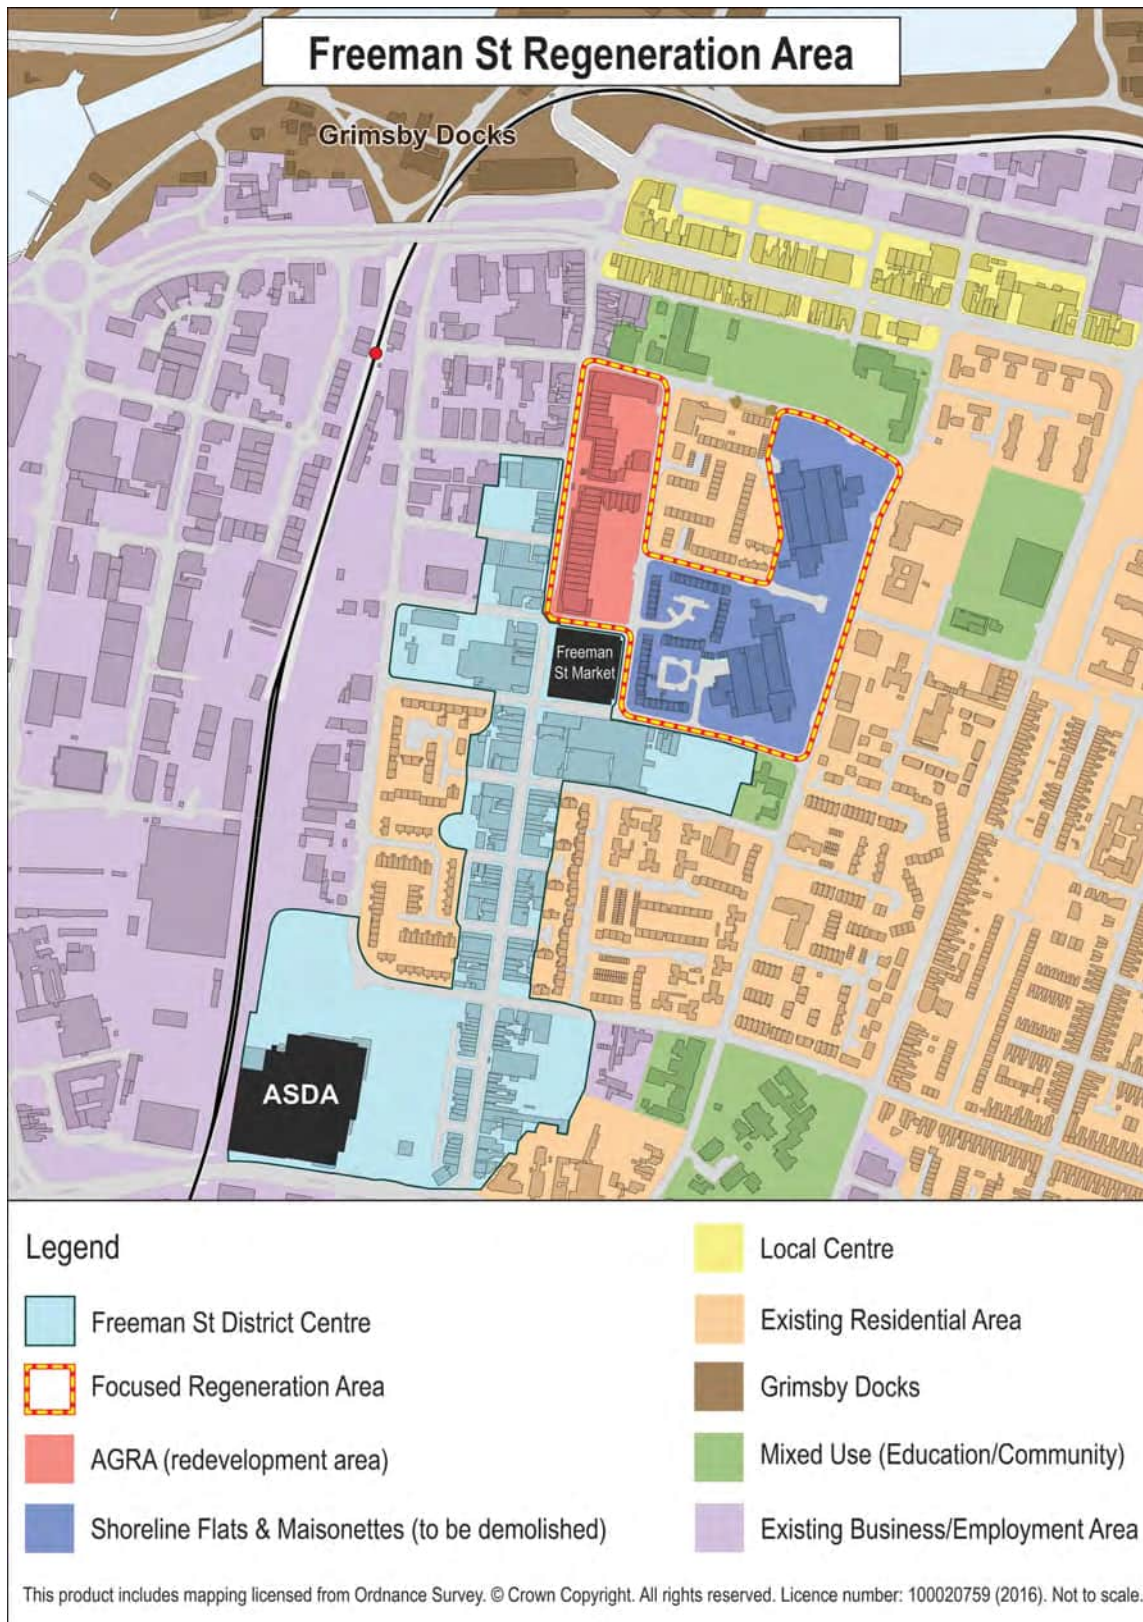 Freeman St Regeneration Area
Grimsby Docks
Freeman
St Market
ASDA
Legend
Freeman St District Centre
Focused Regeneration Area
AGRA (redevelopment area)
Shoreline Flats & Maisonettes (to be demolished)
Local Centre
Existing Residential Area
Grimsby Docks
Mixed Use (Education/Community)
Existing Business/Employment Area
This product includes mapping licensed from Ordnance Survey. © Crown Copyright. All rights reserved. Licence number: 100020759 (2016). Not to scale.